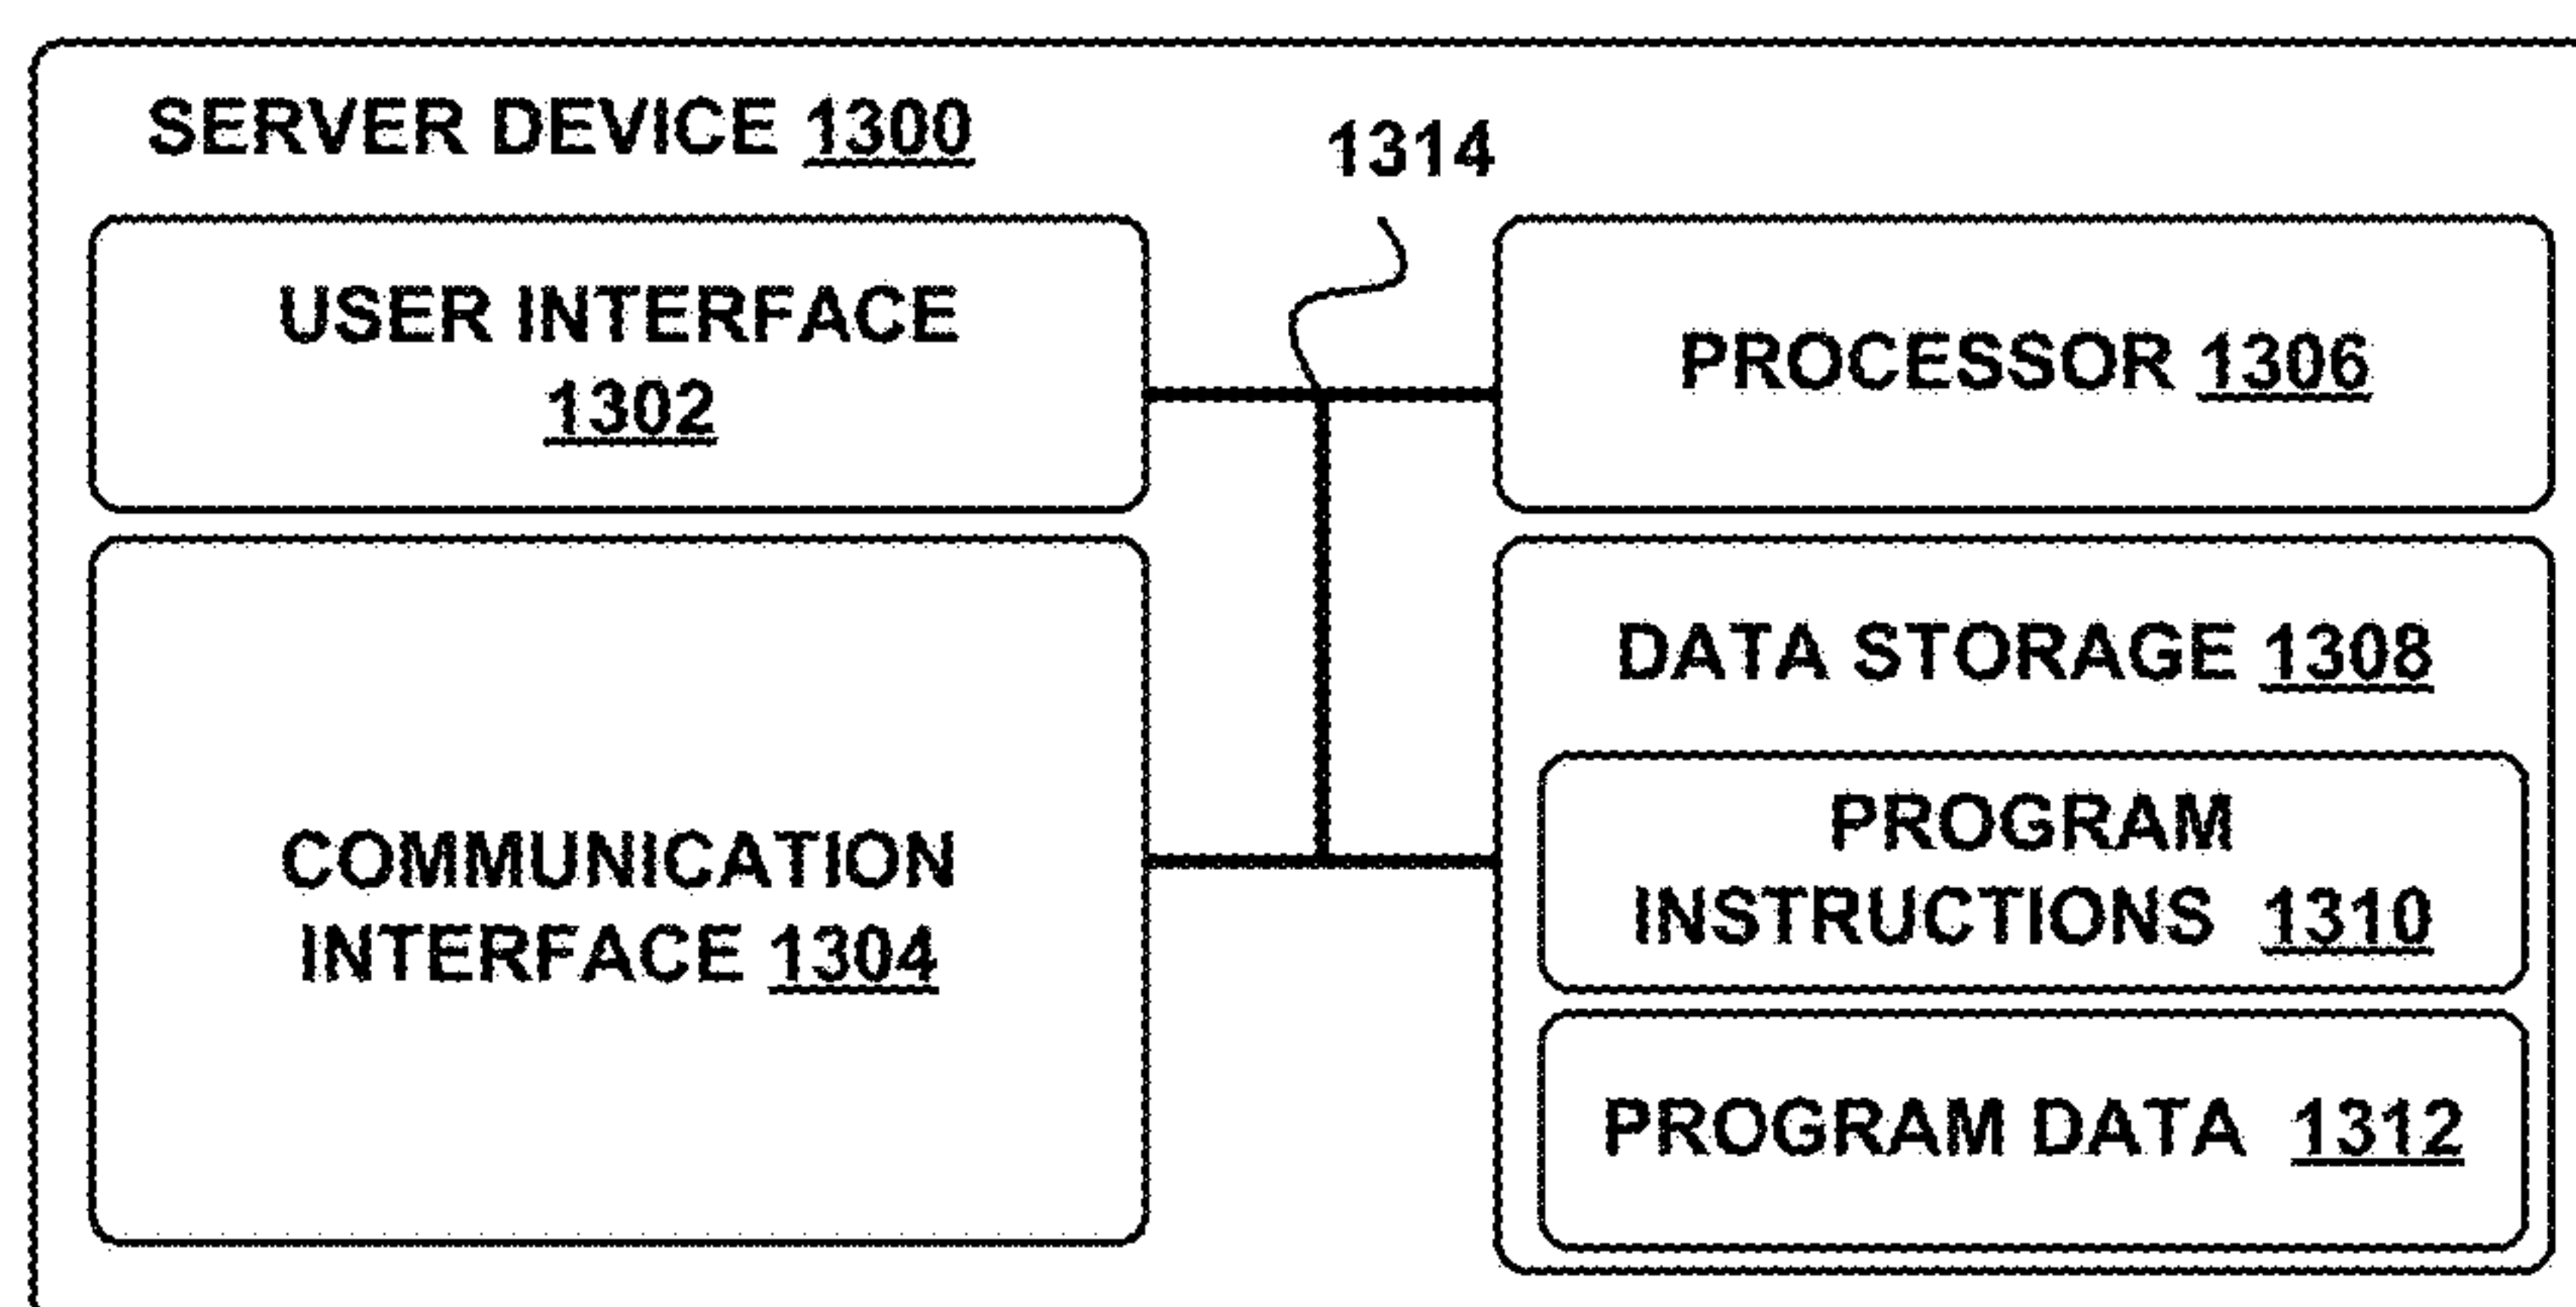 SERVER DEVICE 1300
1314
USER INTERFACE
1302
PROCESSOR 1306
COMMUNICATION
INTERFACE 1304
DATA STORAGE 1308
PROGRAM
INSTRUCTIONS 1310
PROGRAM DATA 1312